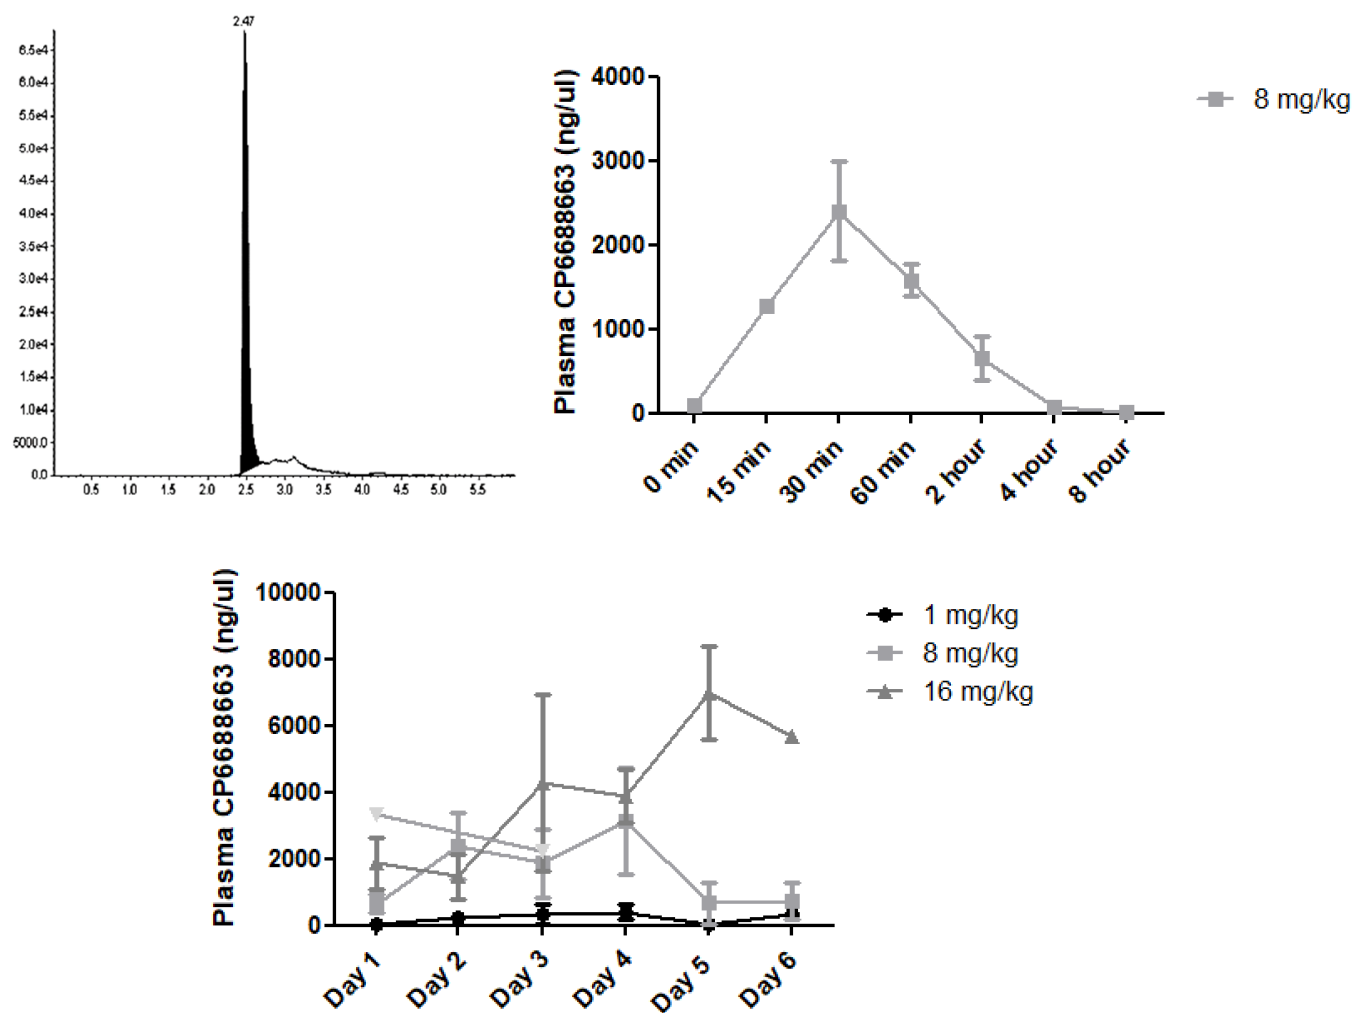 2.47
6.5e4
6.0e4
5.5e4
5.0e4
4.5e4
4.0e4
3.5e4
3.0e4
2.5e4
2.0e4
1.5e4
1.0e4
5000.0
0.0
0.5 1.0 1.5 2.0 2.5 3.0 3.5 4.0 4.5 5.0 5.5
Plasma CP6688663 (ng/ul)
4000
3000
2000
1000
0
0 min 15 min 30 min 60 min 2 hour 4 hour 8 hour
8 mg/kg
Plasma CP6688663 (ng/ul)
10000
8000
6000
4000
2000
0
Day 1 Day 2 Day 3 Day 4 Day 5 Day 6
1 mg/kg
8 mg/kg
16 mg/kg